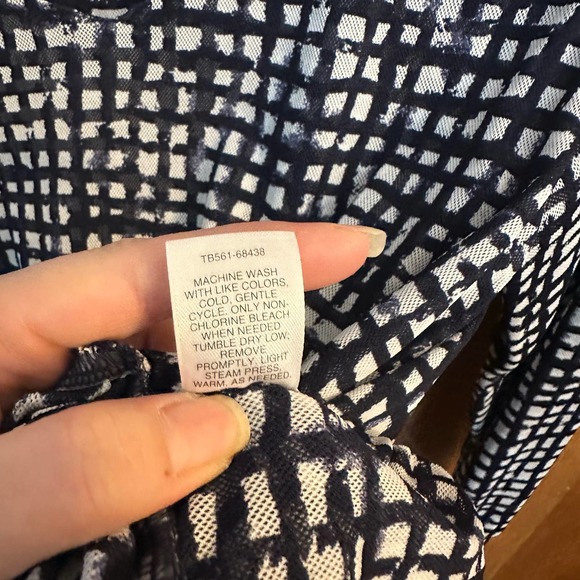 TB561-68438
MACHINE WASH
WITH LIKE COLORS,
COLD, GENTLE
CYCLE. ONLY NON-
CHLORINE BLEACH
WHEN NEEDED
TUMBLE DRY LOW;
REMOVE
PROMPTLY. LIGHT
STEAM PRESS,
WARM, AS NEEDED.